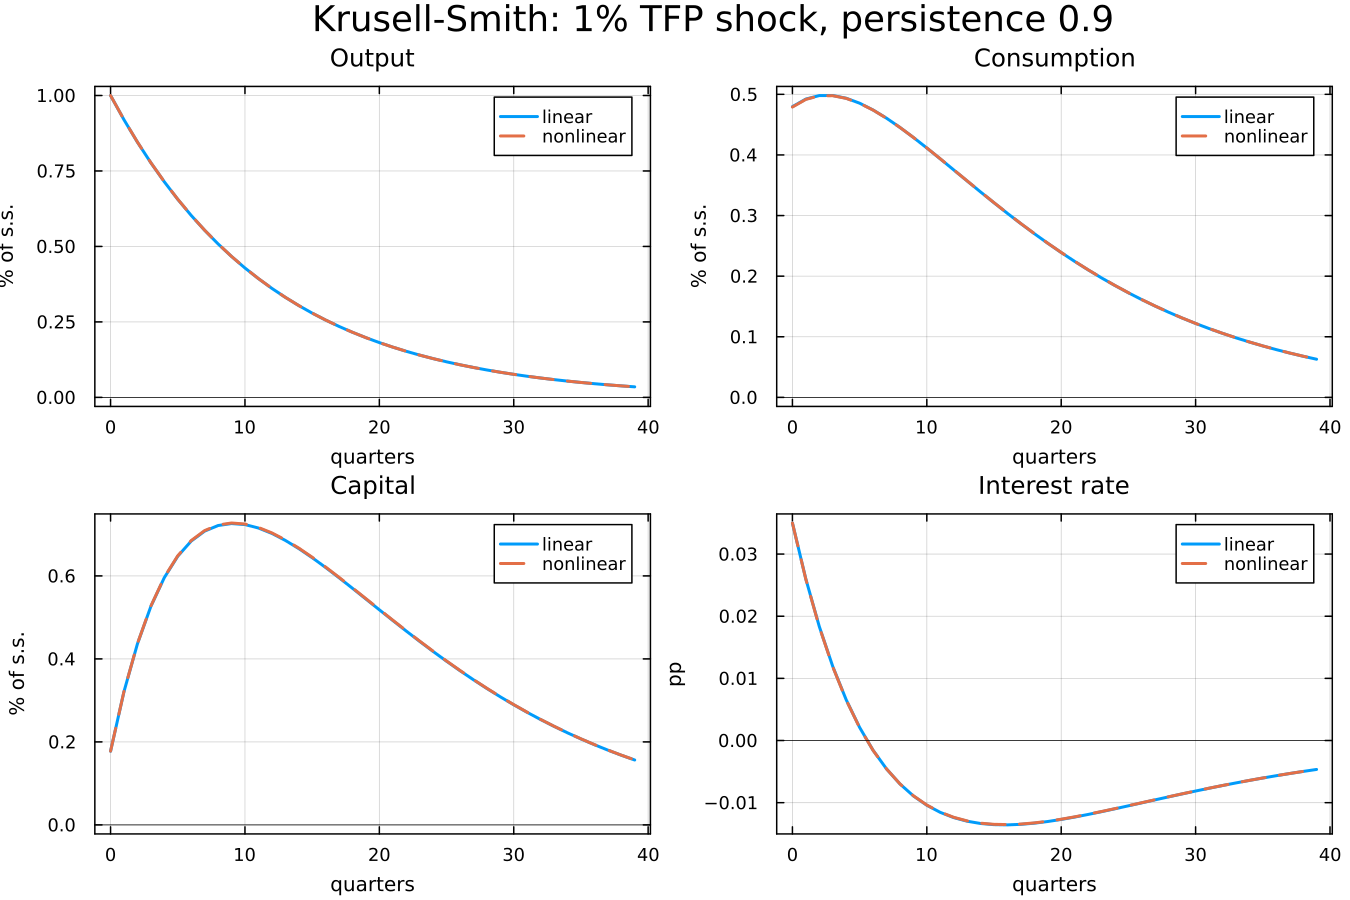 Krusell-Smith: 1% TFP shock, persistence 0.9
Output
% of s.s.
1.00
0.75
0.50
0.25
0.00
linear
nonlinear
0 10 20 30 40
quarters
Consumption
% of s.s.
0.5
0.4
0.3
0.2
0.1
0.0
linear
nonlinear
0 10 20 30 40
quarters
Capital
% of s.s.
0.6
0.4
0.2
0.0
linear
nonlinear
0 10 20 30 40
quarters
Interest rate
pp
0.03
0.02
0.01
0.00
−0.01
linear
nonlinear
0 10 20 30 40
quarters